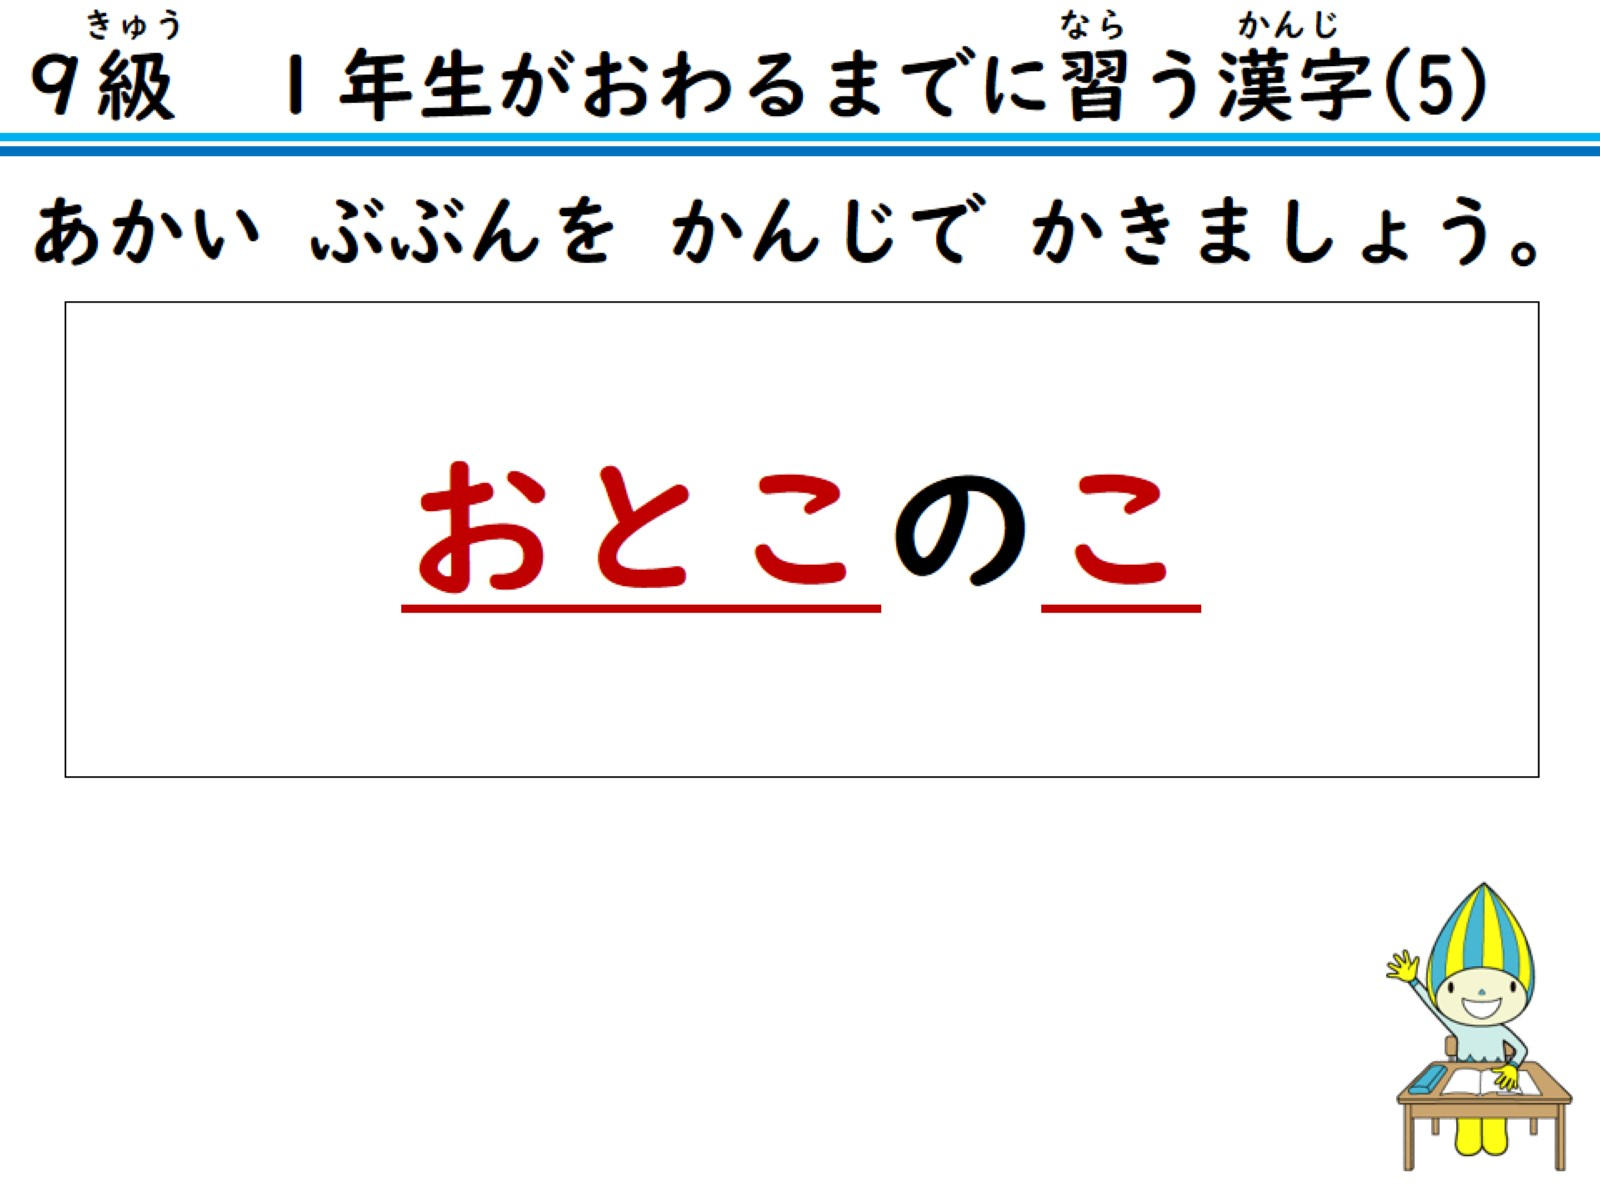 きゅう なら かんじ
9級 1年生がおわるまでに習う漢字(5)
あかい ぶぶんを かんじで かきましょう。
おとこのこ